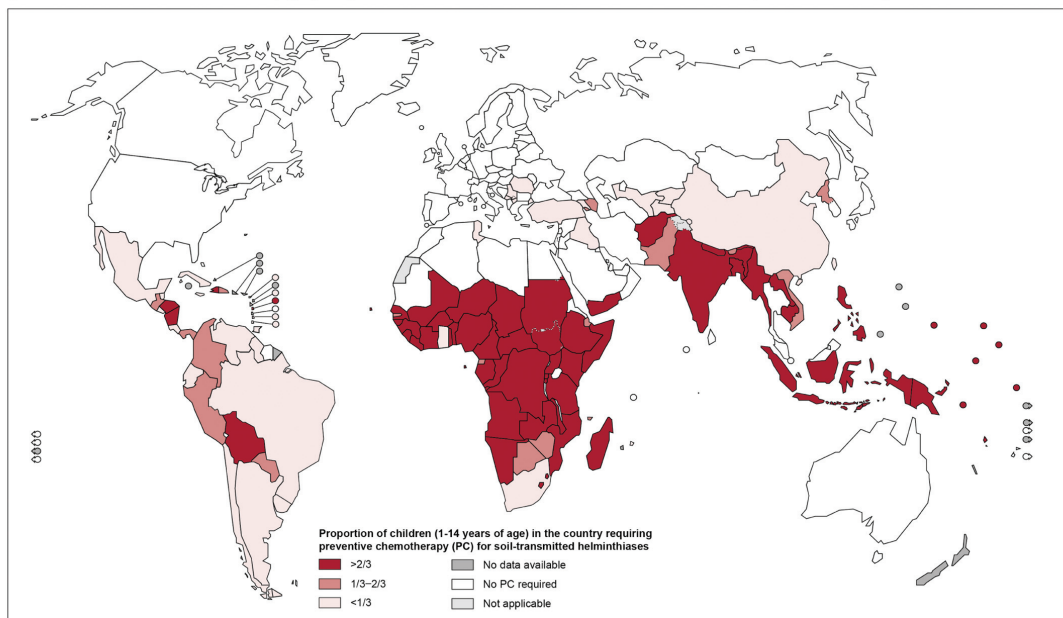 Proportion of children (1-14 years of age) in the country requiring
preventive chemotherapy (PC) for soil-transmitted helminthiases
>2/3
No data available
1/3–2/3
No PC required
<1/3
Not applicable